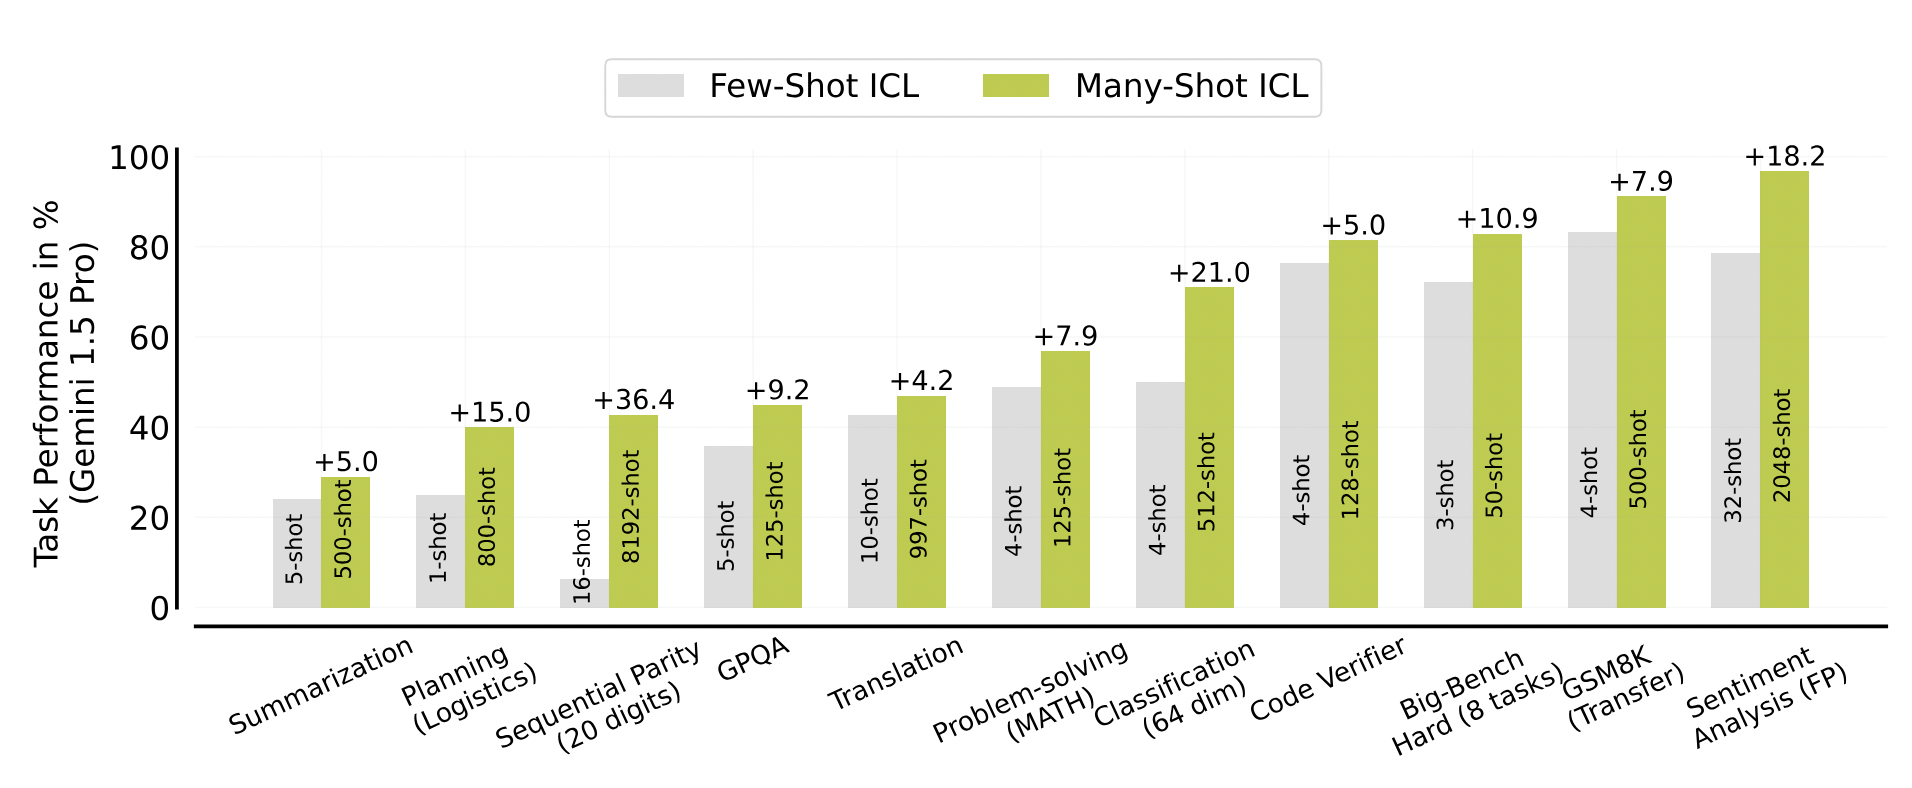 Few-Shot ICL
Many-Shot ICL
Task Performance in %
(Gemini 1.5 Pro)
100
80
60
40
20
0
+5.0
+15.0
+36.4
+9.2
+4.2
+7.9
+21.0
+5.0
+10.9
+7.9
+18.2
5-shot
500-shot
1-shot
800-shot
16-shot
8192-shot
5-shot
125-shot
10-shot
997-shot
4-shot
125-shot
4-shot
512-shot
4-shot
128-shot
3-shot
50-shot
4-shot
500-shot
32-shot
2048-shot
Summarization
Planning
(Logistics)
Sequential Parity
(20 digits)
GPQA
Translation
Problem-solving
(MATH)
Classification
(64 dim)
Code Verifier
Big-Bench
Hard (8 tasks)
GSM8K
(Transfer)
Sentiment
Analysis (FP)